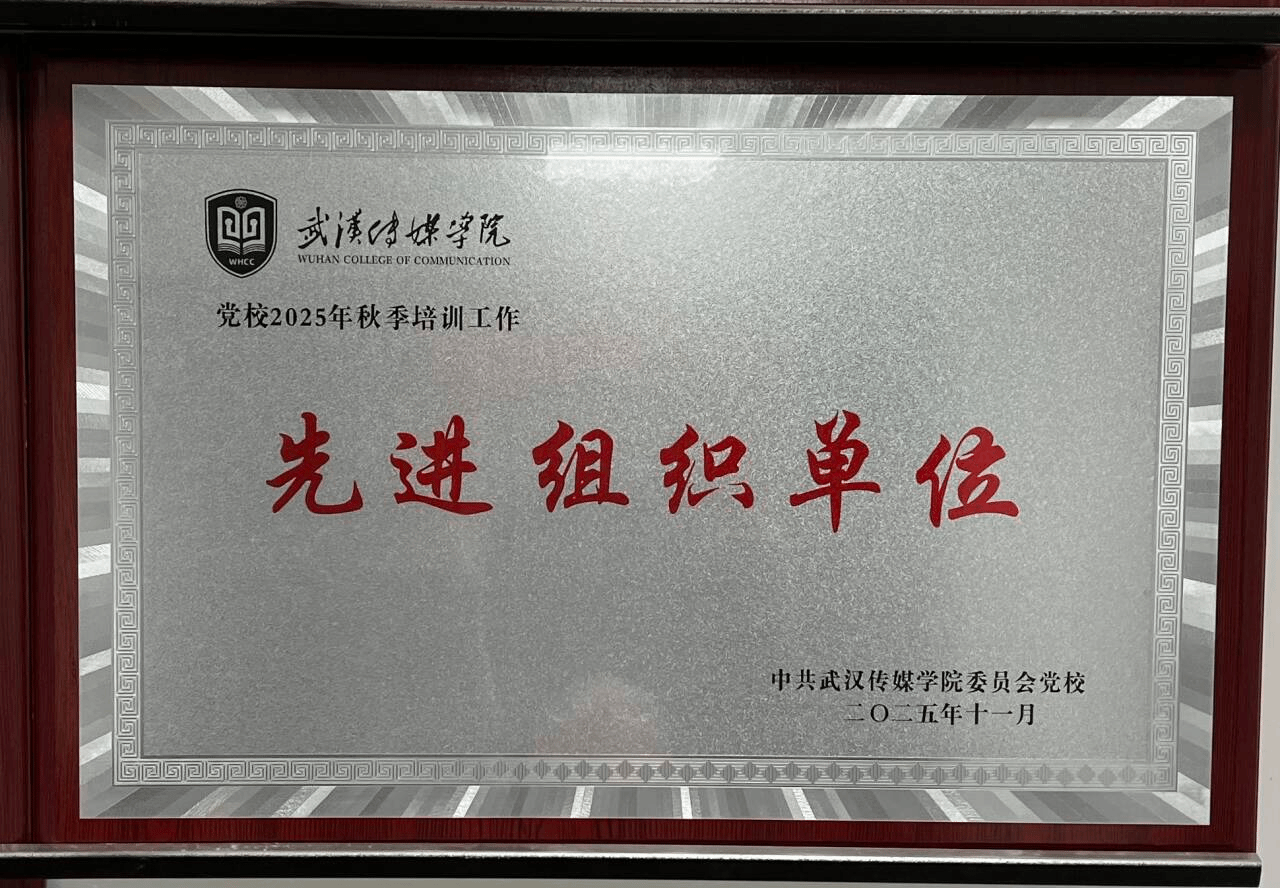 武漢传媒学院
WUHAN COLLEGE OF COMMUNICATION
WHCC
党校2025年秋季培训工作
先进组织单位
中共武汉传媒学院委员会党校
二〇二五年十一月